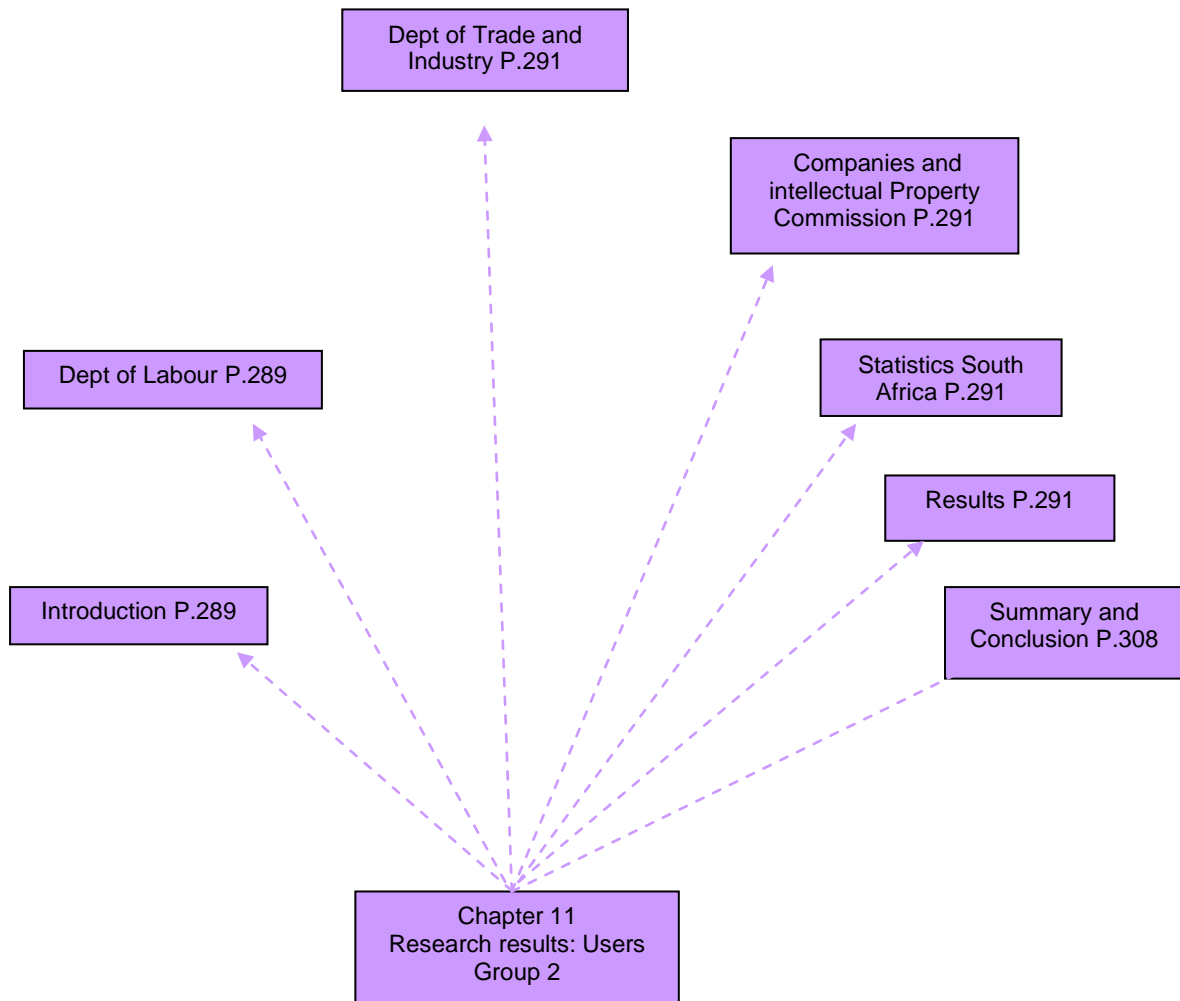 Dept of Trade and
Industry P.291
Companies and
intellectual Property
Commission P.291
Dept of Labour P.289
Statistics South
Africa P.291
Results P.291
Introduction P.289
Summary and
Conclusion P.308
Chapter 11
Research results: Users
Group 2